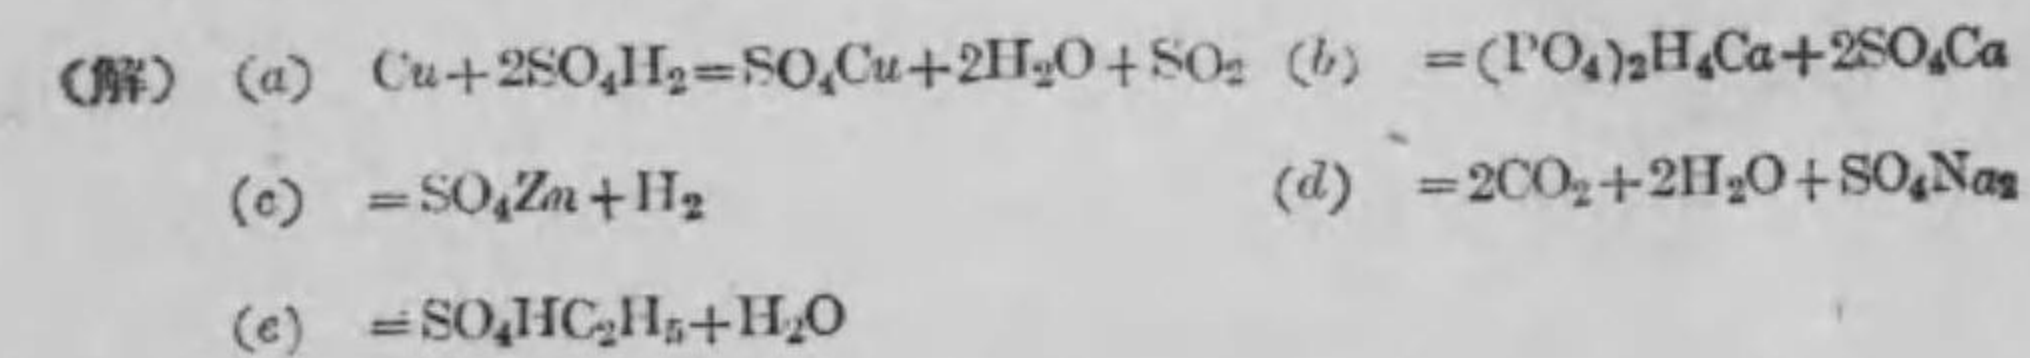 (解) (a) Cu+2SO₄H₂=SO₄Cu+2H₂O+SO₂ (b) =(PO₄)₂H₄Ca+2SO₄Ca
(c) =SO₄Zn+H₂ (d) =2CO₂+2H₂O+SO₄Na₂
(e) =SO₄HC₂H₅+H₂O